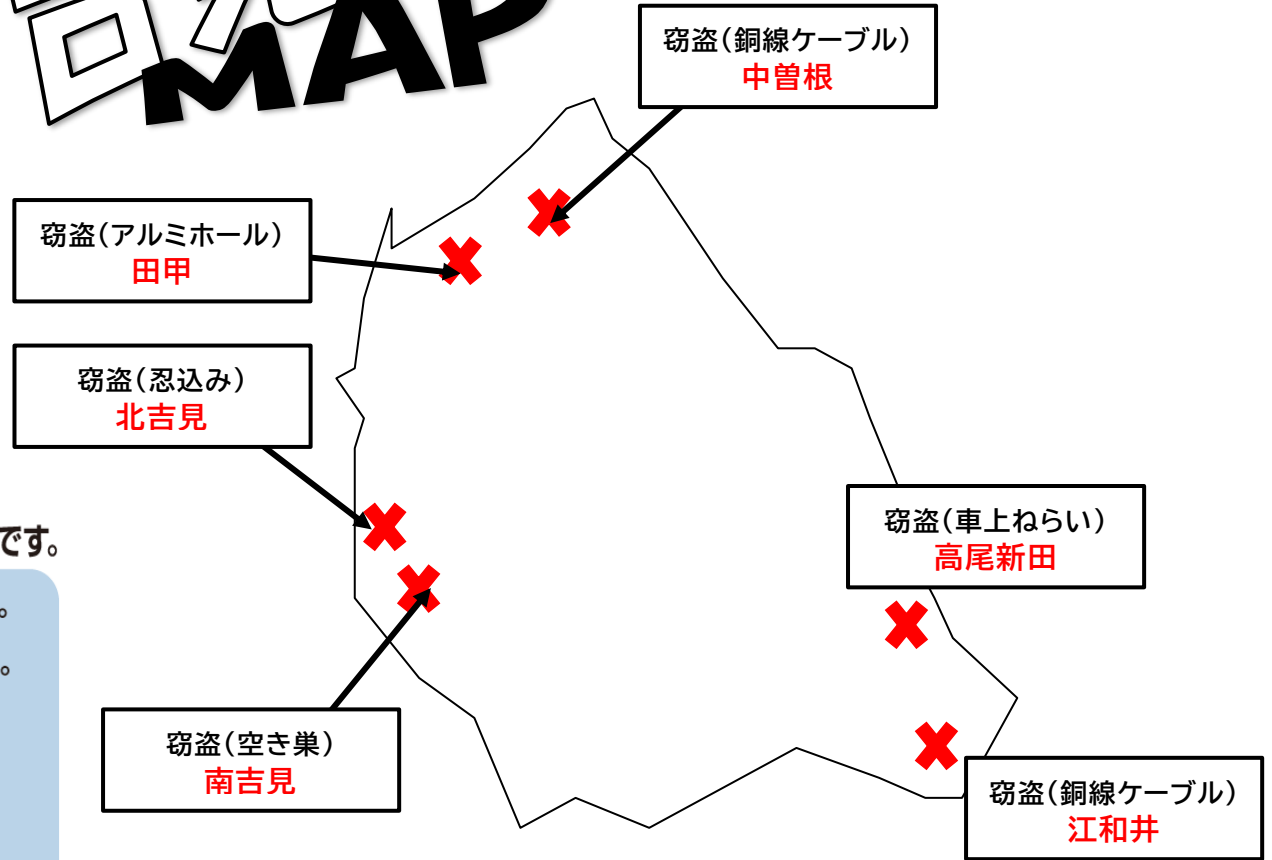 MAP
窃盗(銅線ケーブル)
中曽根
窃盗(アルミホール)
田甲
窃盗(忍込み)
北吉見
です。
。
。
窃盗(車上ねらい)
高尾新田
窃盗(空き巣)
南吉見
窃盗(銅線ケーブル)
江和井